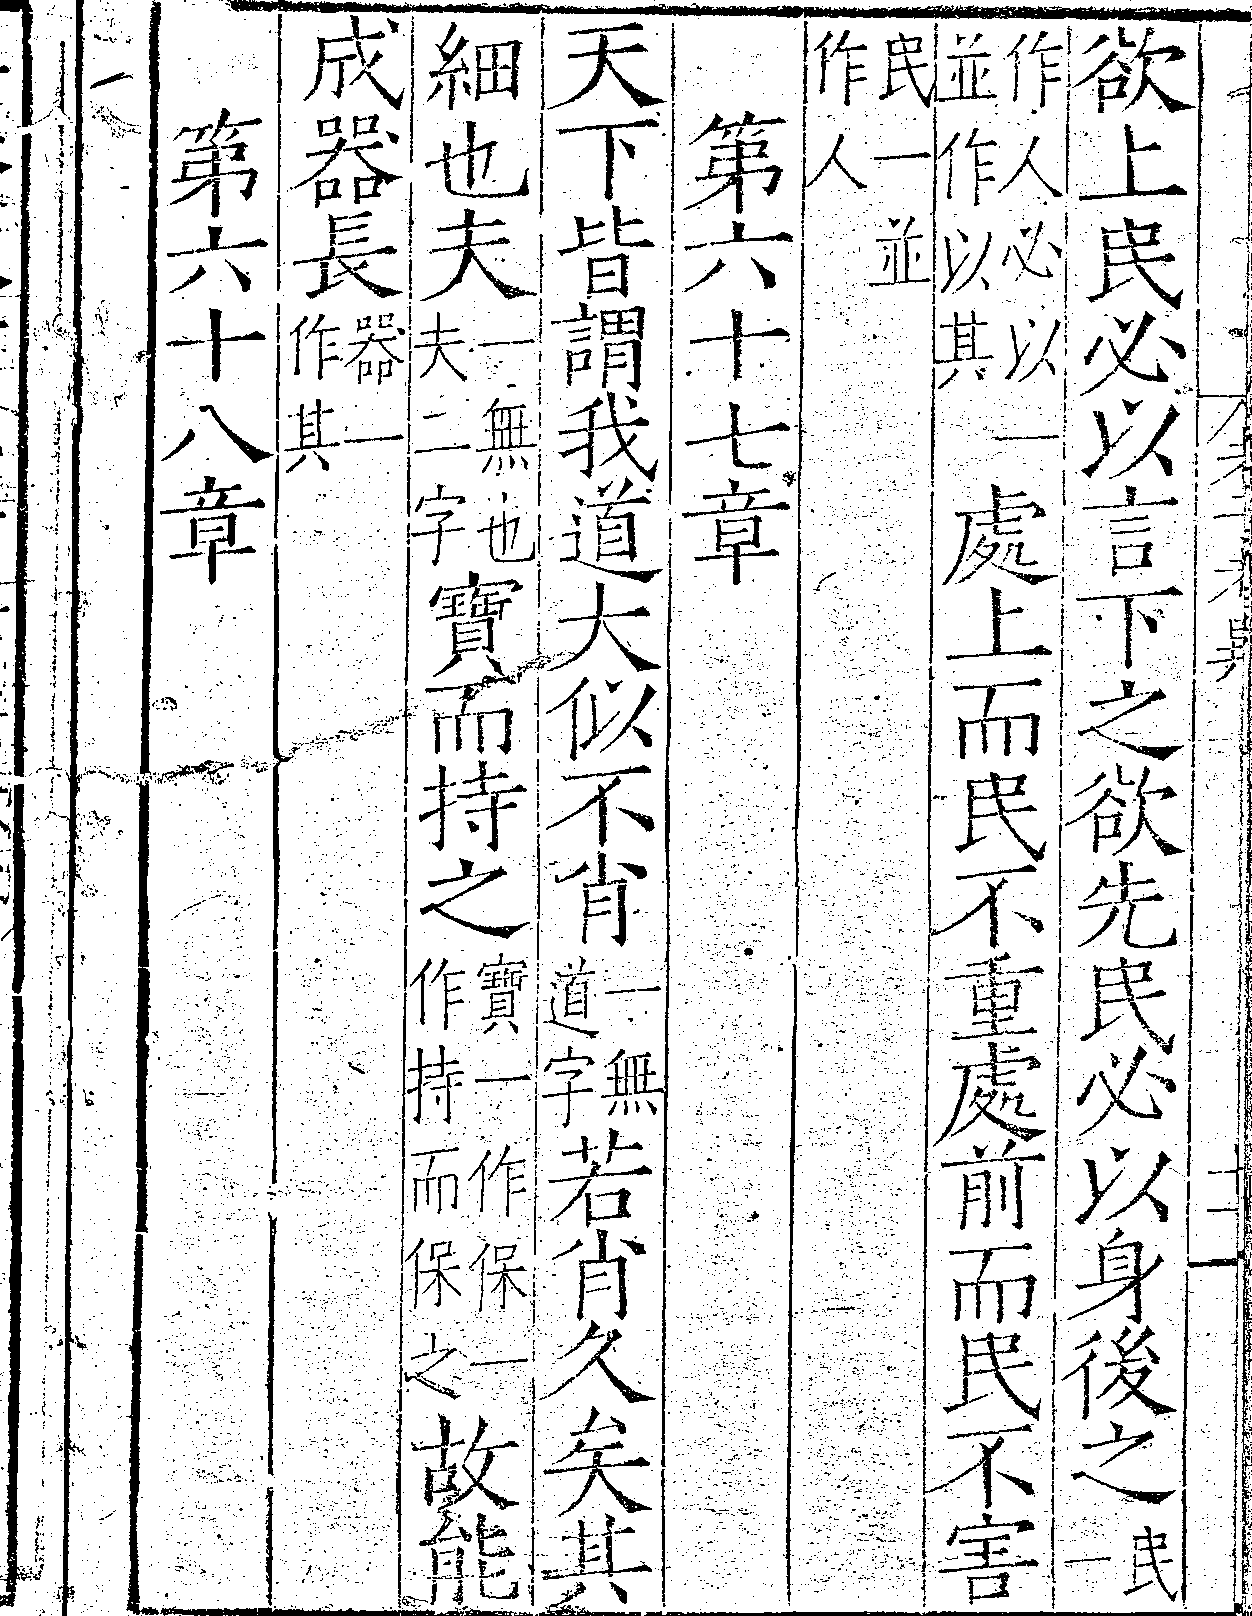 欲上民必以言下之欲先民必以身後之民一
作人必以一並作以其處上而民不重處前而民不害
民一並作人
第六十七章
天下皆謂我道大似不肖一無道字若肖久矣其
細也夫一無也夫二字寶而持之寶一作保一作持而保之故能
成器長器一作其
第六十八章